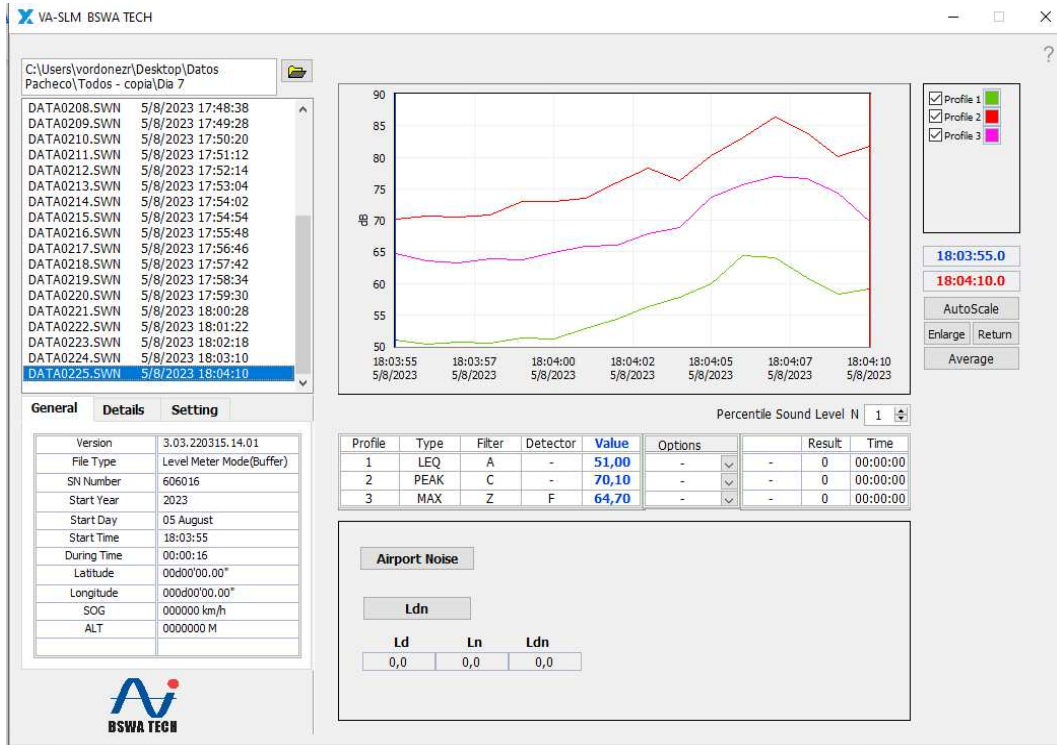 VA-SLM BSWA TECH
?
C:\Users\vordonezr\Desktop\Datos
Pacheco\Todos - copia\Dia 7
DATA0208.SWN 5/8/2023 17:48:38
DATA0209.SWN 5/8/2023 17:49:28
DATA0210.SWN 5/8/2023 17:50:20
DATA0211.SWN 5/8/2023 17:51:12
DATA0212.SWN 5/8/2023 17:52:14
DATA0213.SWN 5/8/2023 17:53:04
DATA0214.SWN 5/8/2023 17:54:02
DATA0215.SWN 5/8/2023 17:54:54
DATA0216.SWN 5/8/2023 17:55:48
DATA0217.SWN 5/8/2023 17:56:46
DATA0218.SWN 5/8/2023 17:57:42
DATA0219.SWN 5/8/2023 17:58:34
DATA0220.SWN 5/8/2023 17:59:30
DATA0221.SWN 5/8/2023 18:00:28
DATA0222.SWN 5/8/2023 18:01:22
DATA0223.SWN 5/8/2023 18:02:18
DATA0224.SWN 5/8/2023 18:03:10
DATA0225.SWN 5/8/2023 18:04:10
General Details Setting
Version 3.03.220315.14.01
File Type Level Meter Mode(Buffer)
SN Number 606016
Start Year 2023
Start Day 05 August
Start Time 18:03:55
During Time 00:00:16
Latitude 00d00'00.00"
Longitude 000d00'00.00"
SOG 000000 km/h
ALT 0000000 M
BSWA TECH
dB
90
85
80
75
70
65
60
55
50
18:03:55 18:03:57 18:04:00 18:04:02 18:04:05 18:04:07 18:04:10
5/8/2023 5/8/2023 5/8/2023 5/8/2023 5/8/2023 5/8/2023 5/8/2023
Profile 1
Profile 2
Profile 3
18:03:55.0
18:04:10.0
AutoScale
Enlarge Return
Average
Percentile Sound Level N 1
Profile Type Filter Detector Value Options Result Time
1 LEQ A - 51,00 - - 0 00:00:00
2 PEAK C - 70,10 - - 0 00:00:00
3 MAX Z F 64,70 - - 0 00:00:00
Airport Noise
Ldn
Ld Ln Ldn
0,0 0,0 0,0